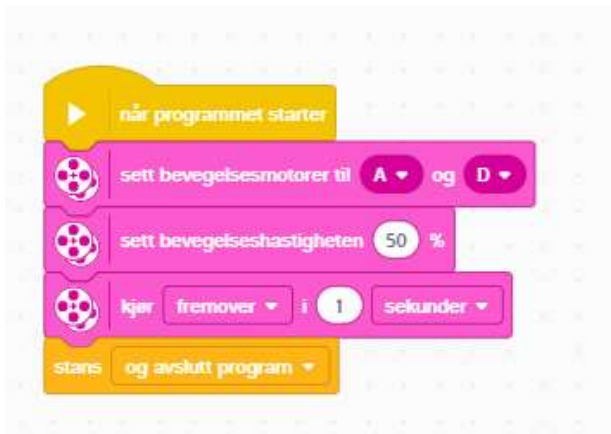 når programmet starter
sett bevegelsesmotorer til A og D
sett bevegelseshastigheten 50 %
kjør fremover i 1 sekunder
stans og avslutt program